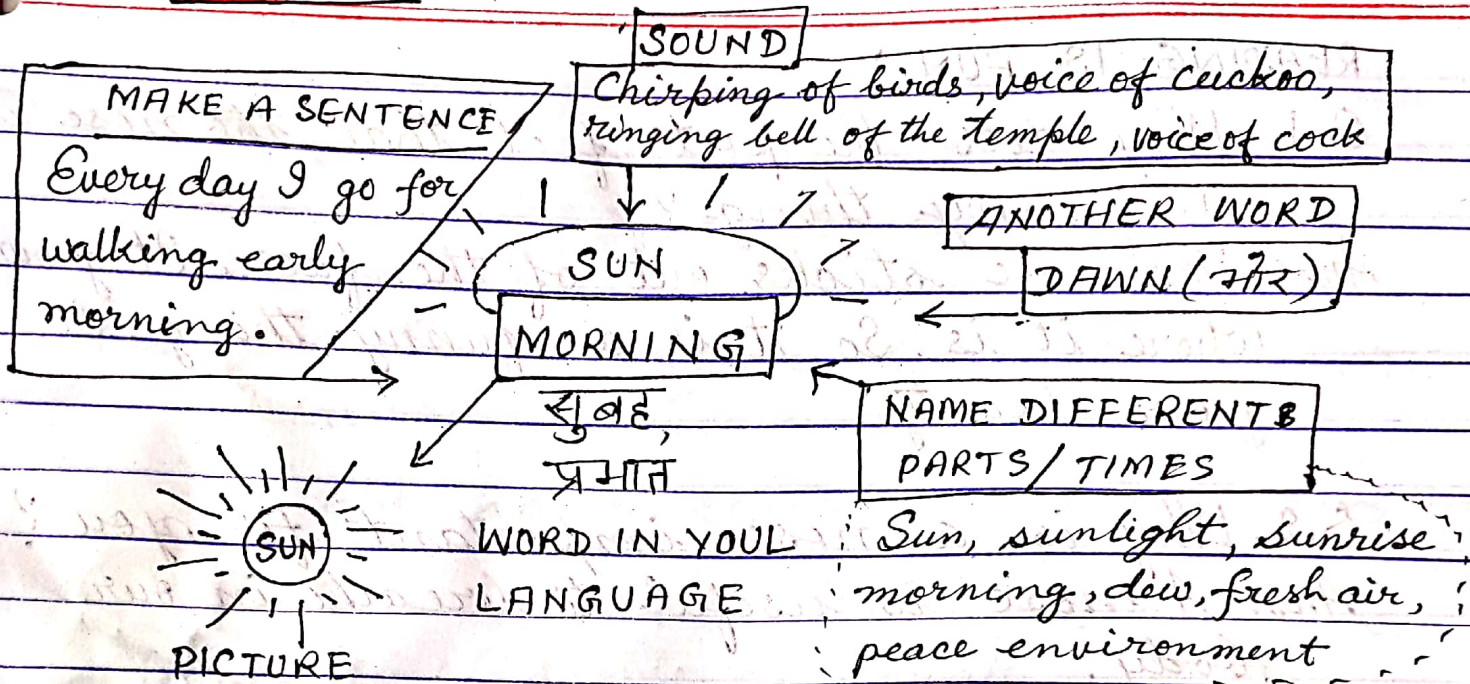 SOUND
Chirping of birds, voice of cuckoo,
ringing bell of the temple, voice of cock
MAKE A SENTENCE
Every day I go for
walking early
morning.
ANOTHER WORD
DAWN (भोर)
SUN
MORNING
सुबह,
प्रभात
WORD IN YOUL
LANGUAGE
NAME DIFFERENTS
PARTS/TIMES
Sun, sunlight, sunrise
morning, dew, fresh air,
peace environment
SUN
PICTURE